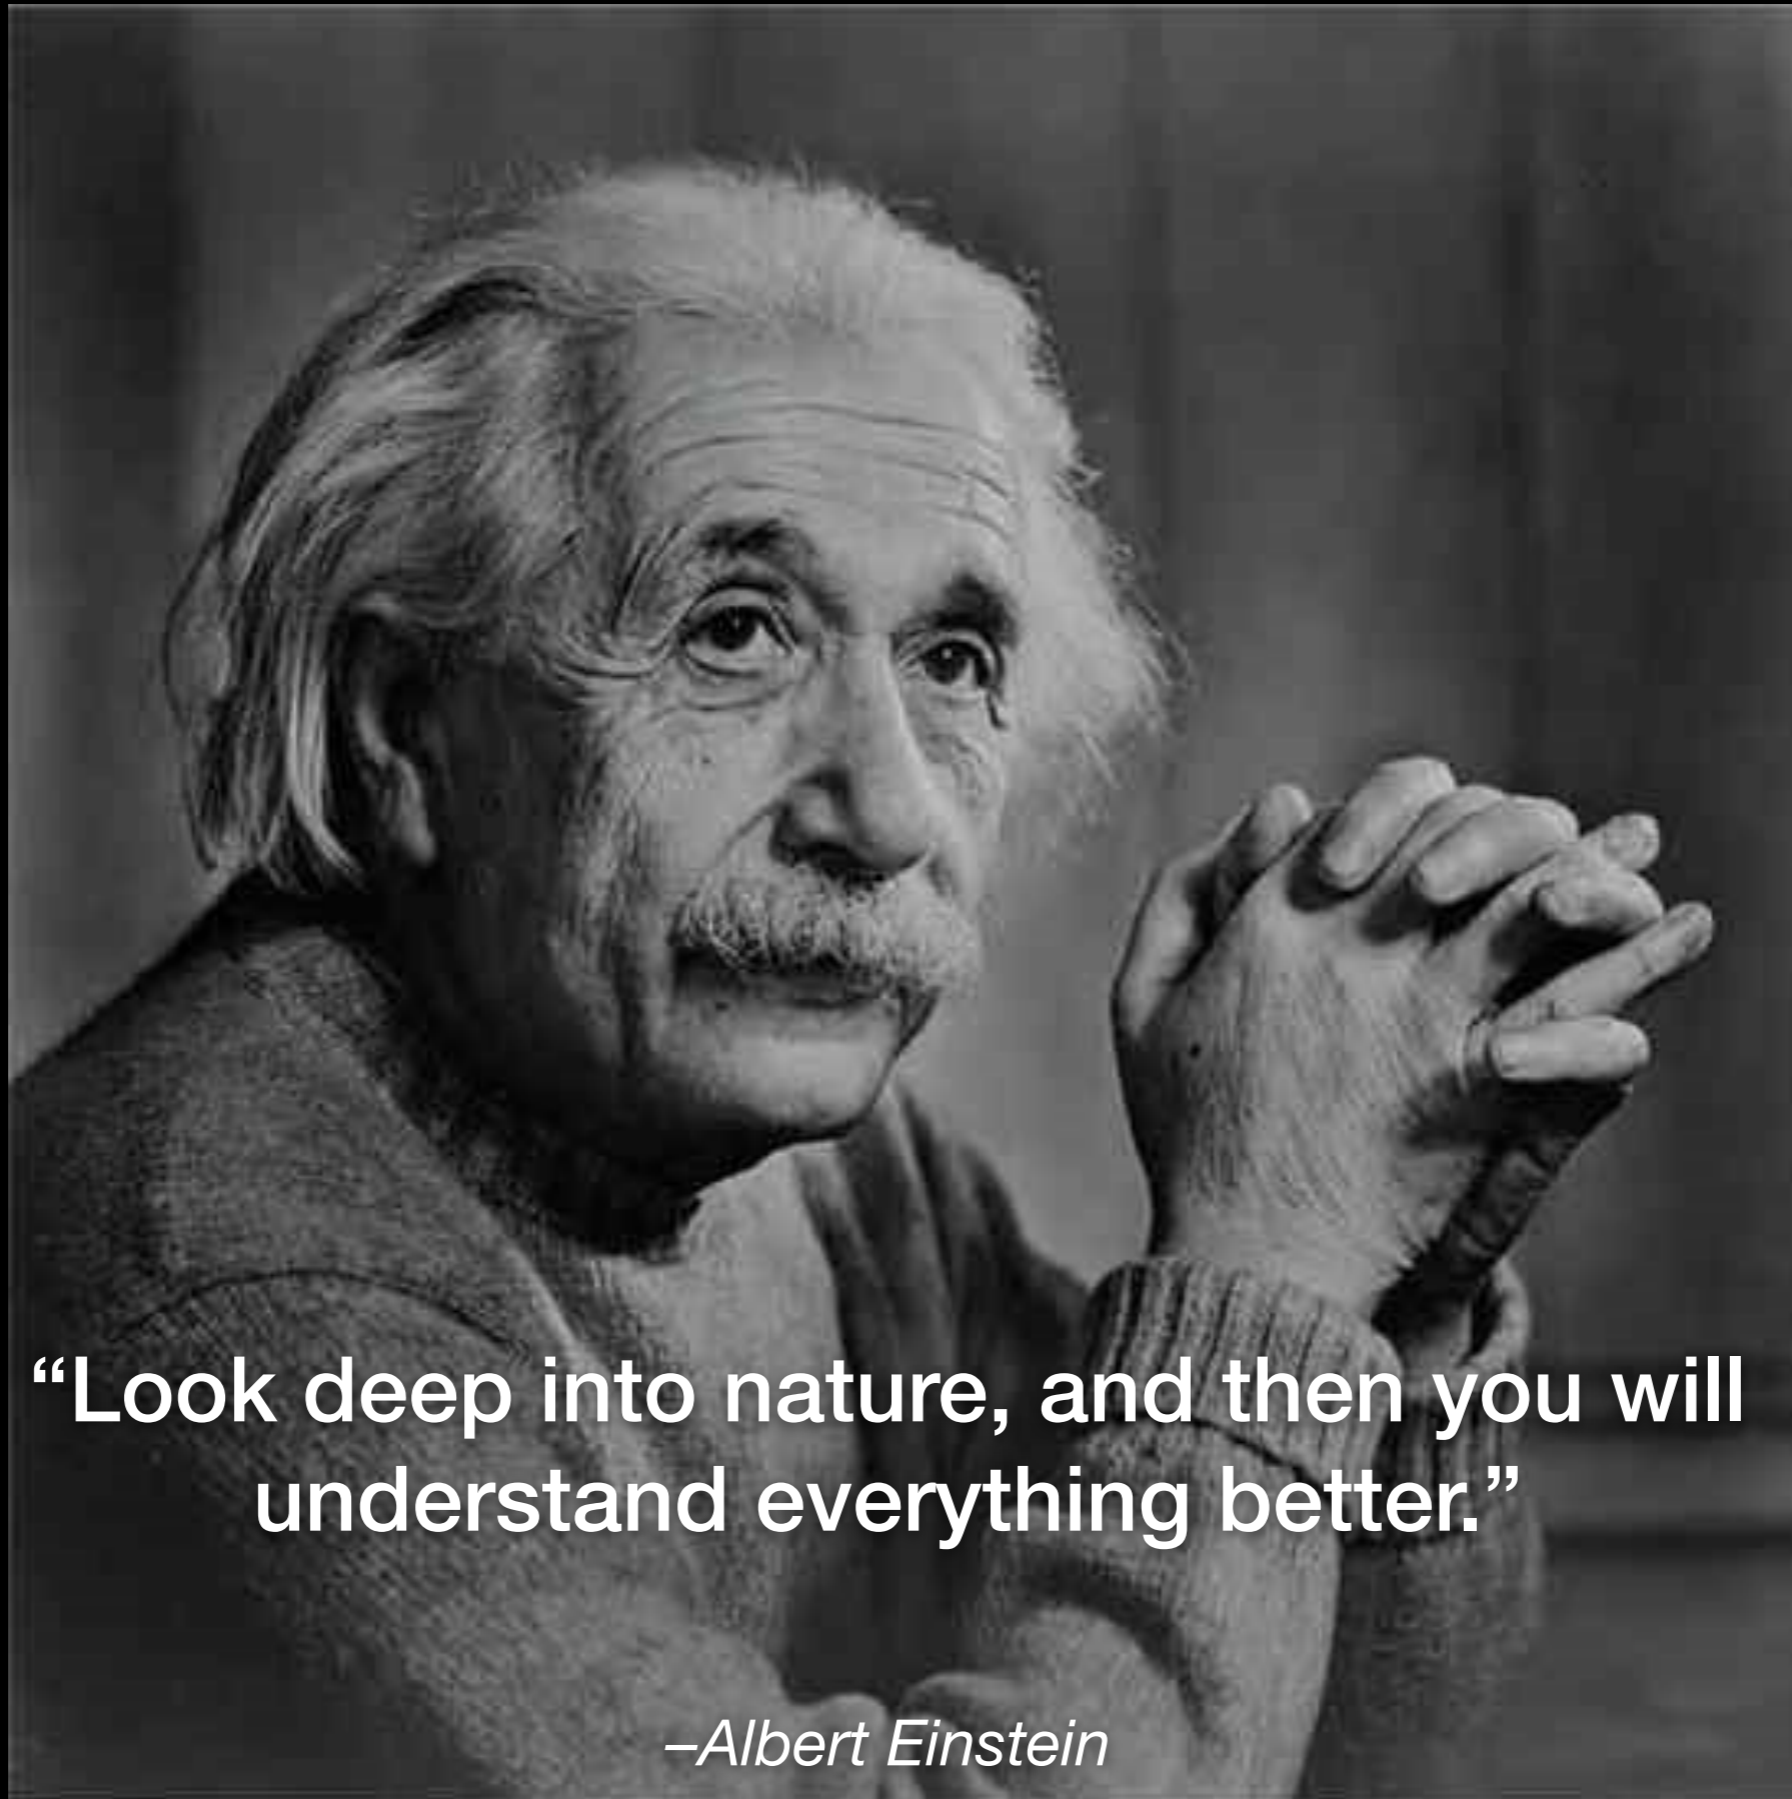 “Look deep into nature, and then you will
understand everything better.”
–Albert Einstein